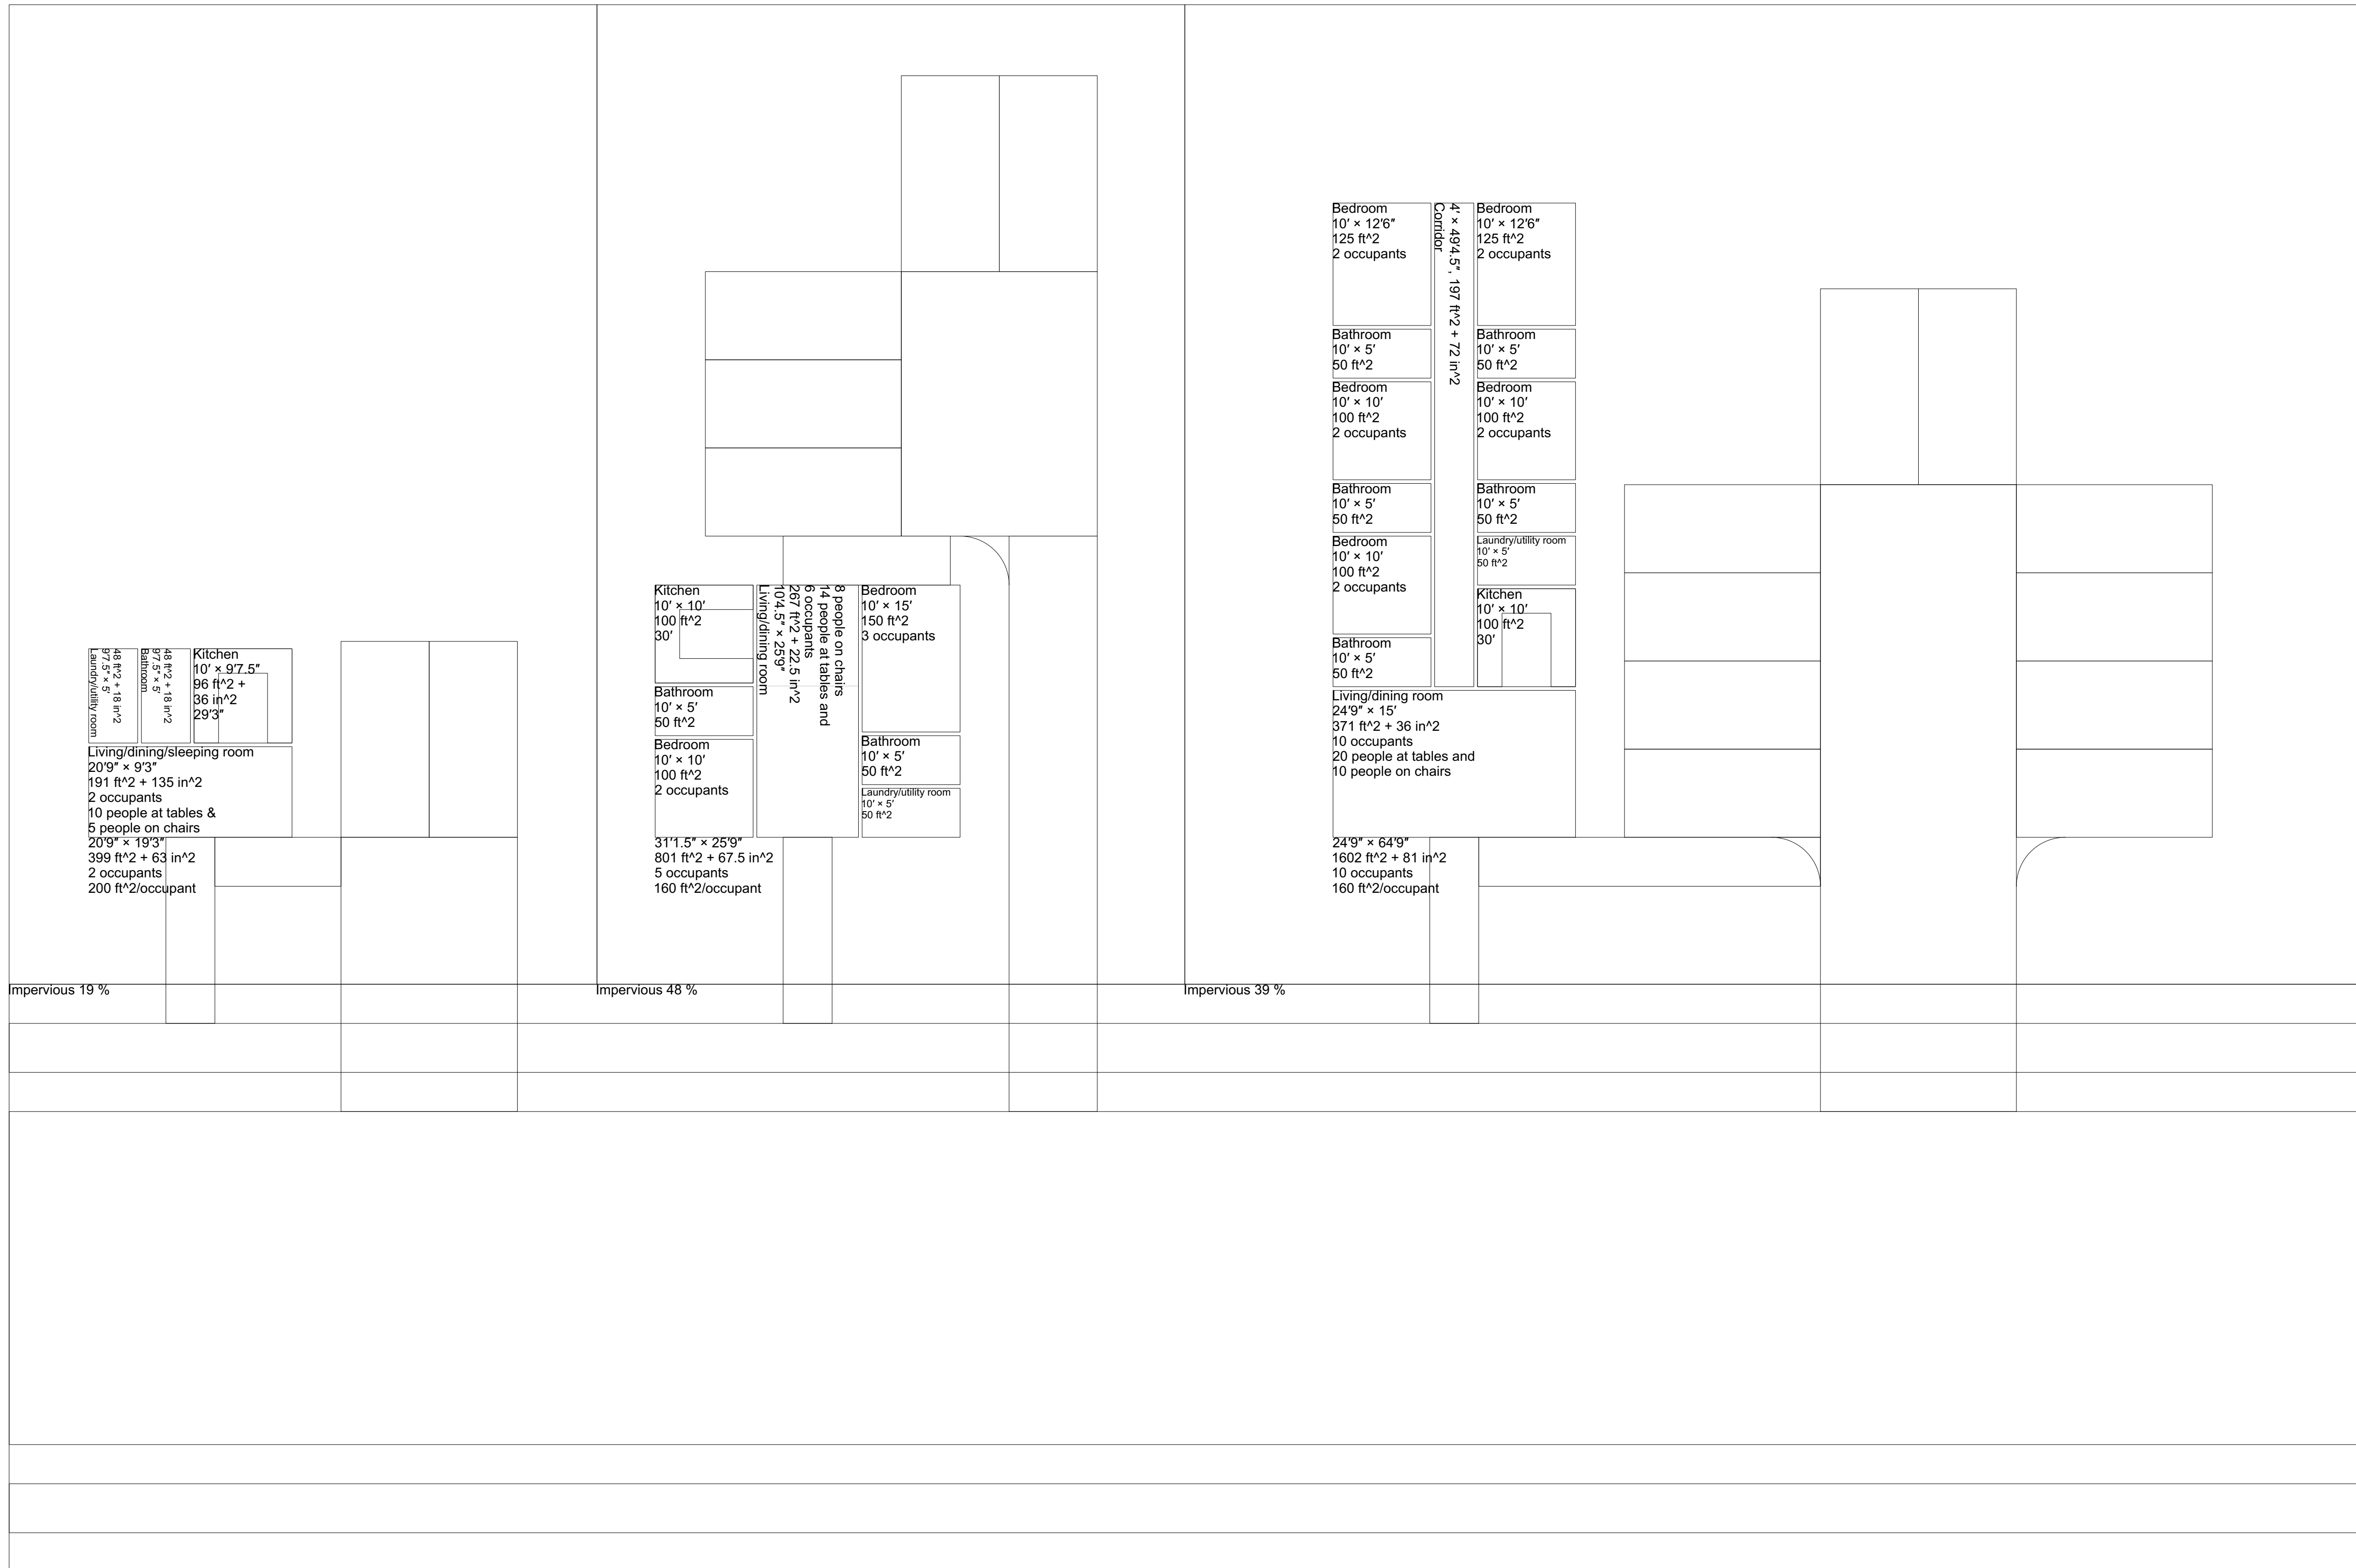 Laundry/utility room
9′7.5″ × 5′
48 ft^2 + 18 in^2
Bathroom
9′7.5″ × 5′
48 ft^2 + 18 in^2
Kitchen
10′ × 9′7.5″
96 ft^2 +
36 in^2
29′3″
Living/dining/sleeping room
20′9″ × 9′3″
191 ft^2 + 135 in^2
2 occupants
10 people at tables &
5 people on chairs
20′9″ × 19′3″
399 ft^2 + 63 in^2
2 occupants
200 ft^2/occupant
Impervious 19 %
Kitchen
10′ × 10′
100 ft^2
30′
Bathroom
10′ × 5′
50 ft^2
Bedroom
10′ × 10′
100 ft^2
2 occupants
Living/dining room
10′4.5″ × 25′9″
267 ft^2 + 22.5 in^2
6 occupants
14 people at tables and
8 people on chairs
Bedroom
10′ × 15′
150 ft^2
3 occupants
Bathroom
10′ × 5′
50 ft^2
Laundry/utility room
10′ × 5′
50 ft^2
31′1.5″ × 25′9″
801 ft^2 + 67.5 in^2
5 occupants
160 ft^2/occupant
Impervious 48 %
Bedroom
10′ × 12′6″
125 ft^2
2 occupants
Bathroom
10′ × 5′
50 ft^2
Bedroom
10′ × 10′
100 ft^2
2 occupants
Bathroom
10′ × 5′
50 ft^2
Bedroom
10′ × 10′
100 ft^2
2 occupants
Bathroom
10′ × 5′
50 ft^2
Corridor
4′ × 49′4.5″, 197 ft^2 + 72 in^2
Bedroom
10′ × 12′6″
125 ft^2
2 occupants
Bathroom
10′ × 5′
50 ft^2
Bedroom
10′ × 10′
100 ft^2
2 occupants
Bathroom
10′ × 5′
50 ft^2
Laundry/utility room
10′ × 5′
50 ft^2
Kitchen
10′ × 10′
100 ft^2
30′
Living/dining room
24′9″ × 15′
371 ft^2 + 36 in^2
10 occupants
20 people at tables and
10 people on chairs
24′9″ × 64′9″
1602 ft^2 + 81 in^2
10 occupants
160 ft^2/occupant
Impervious 39 %